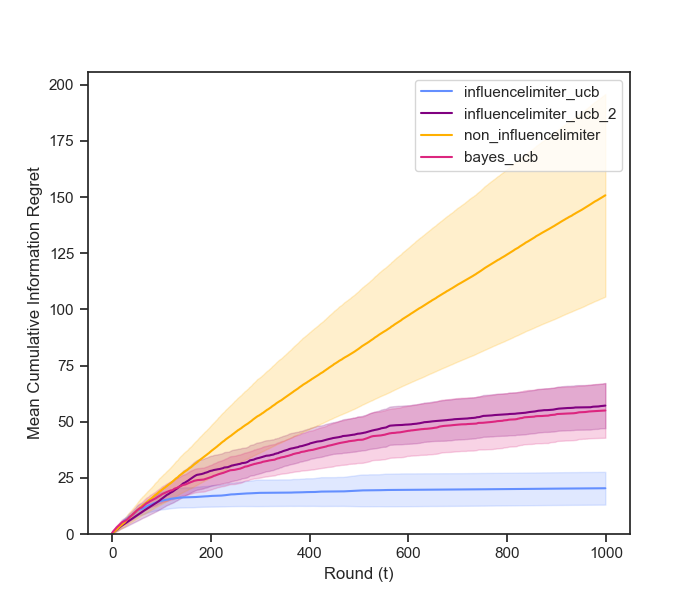 influencelimiter_ucb
influencelimiter_ucb_2
non_influencelimiter
bayes_ucb
Mean Cumulative Information Regret
200
175
150
125
100
75
50
25
0
0 200 400 600 800 1000
Round (t)